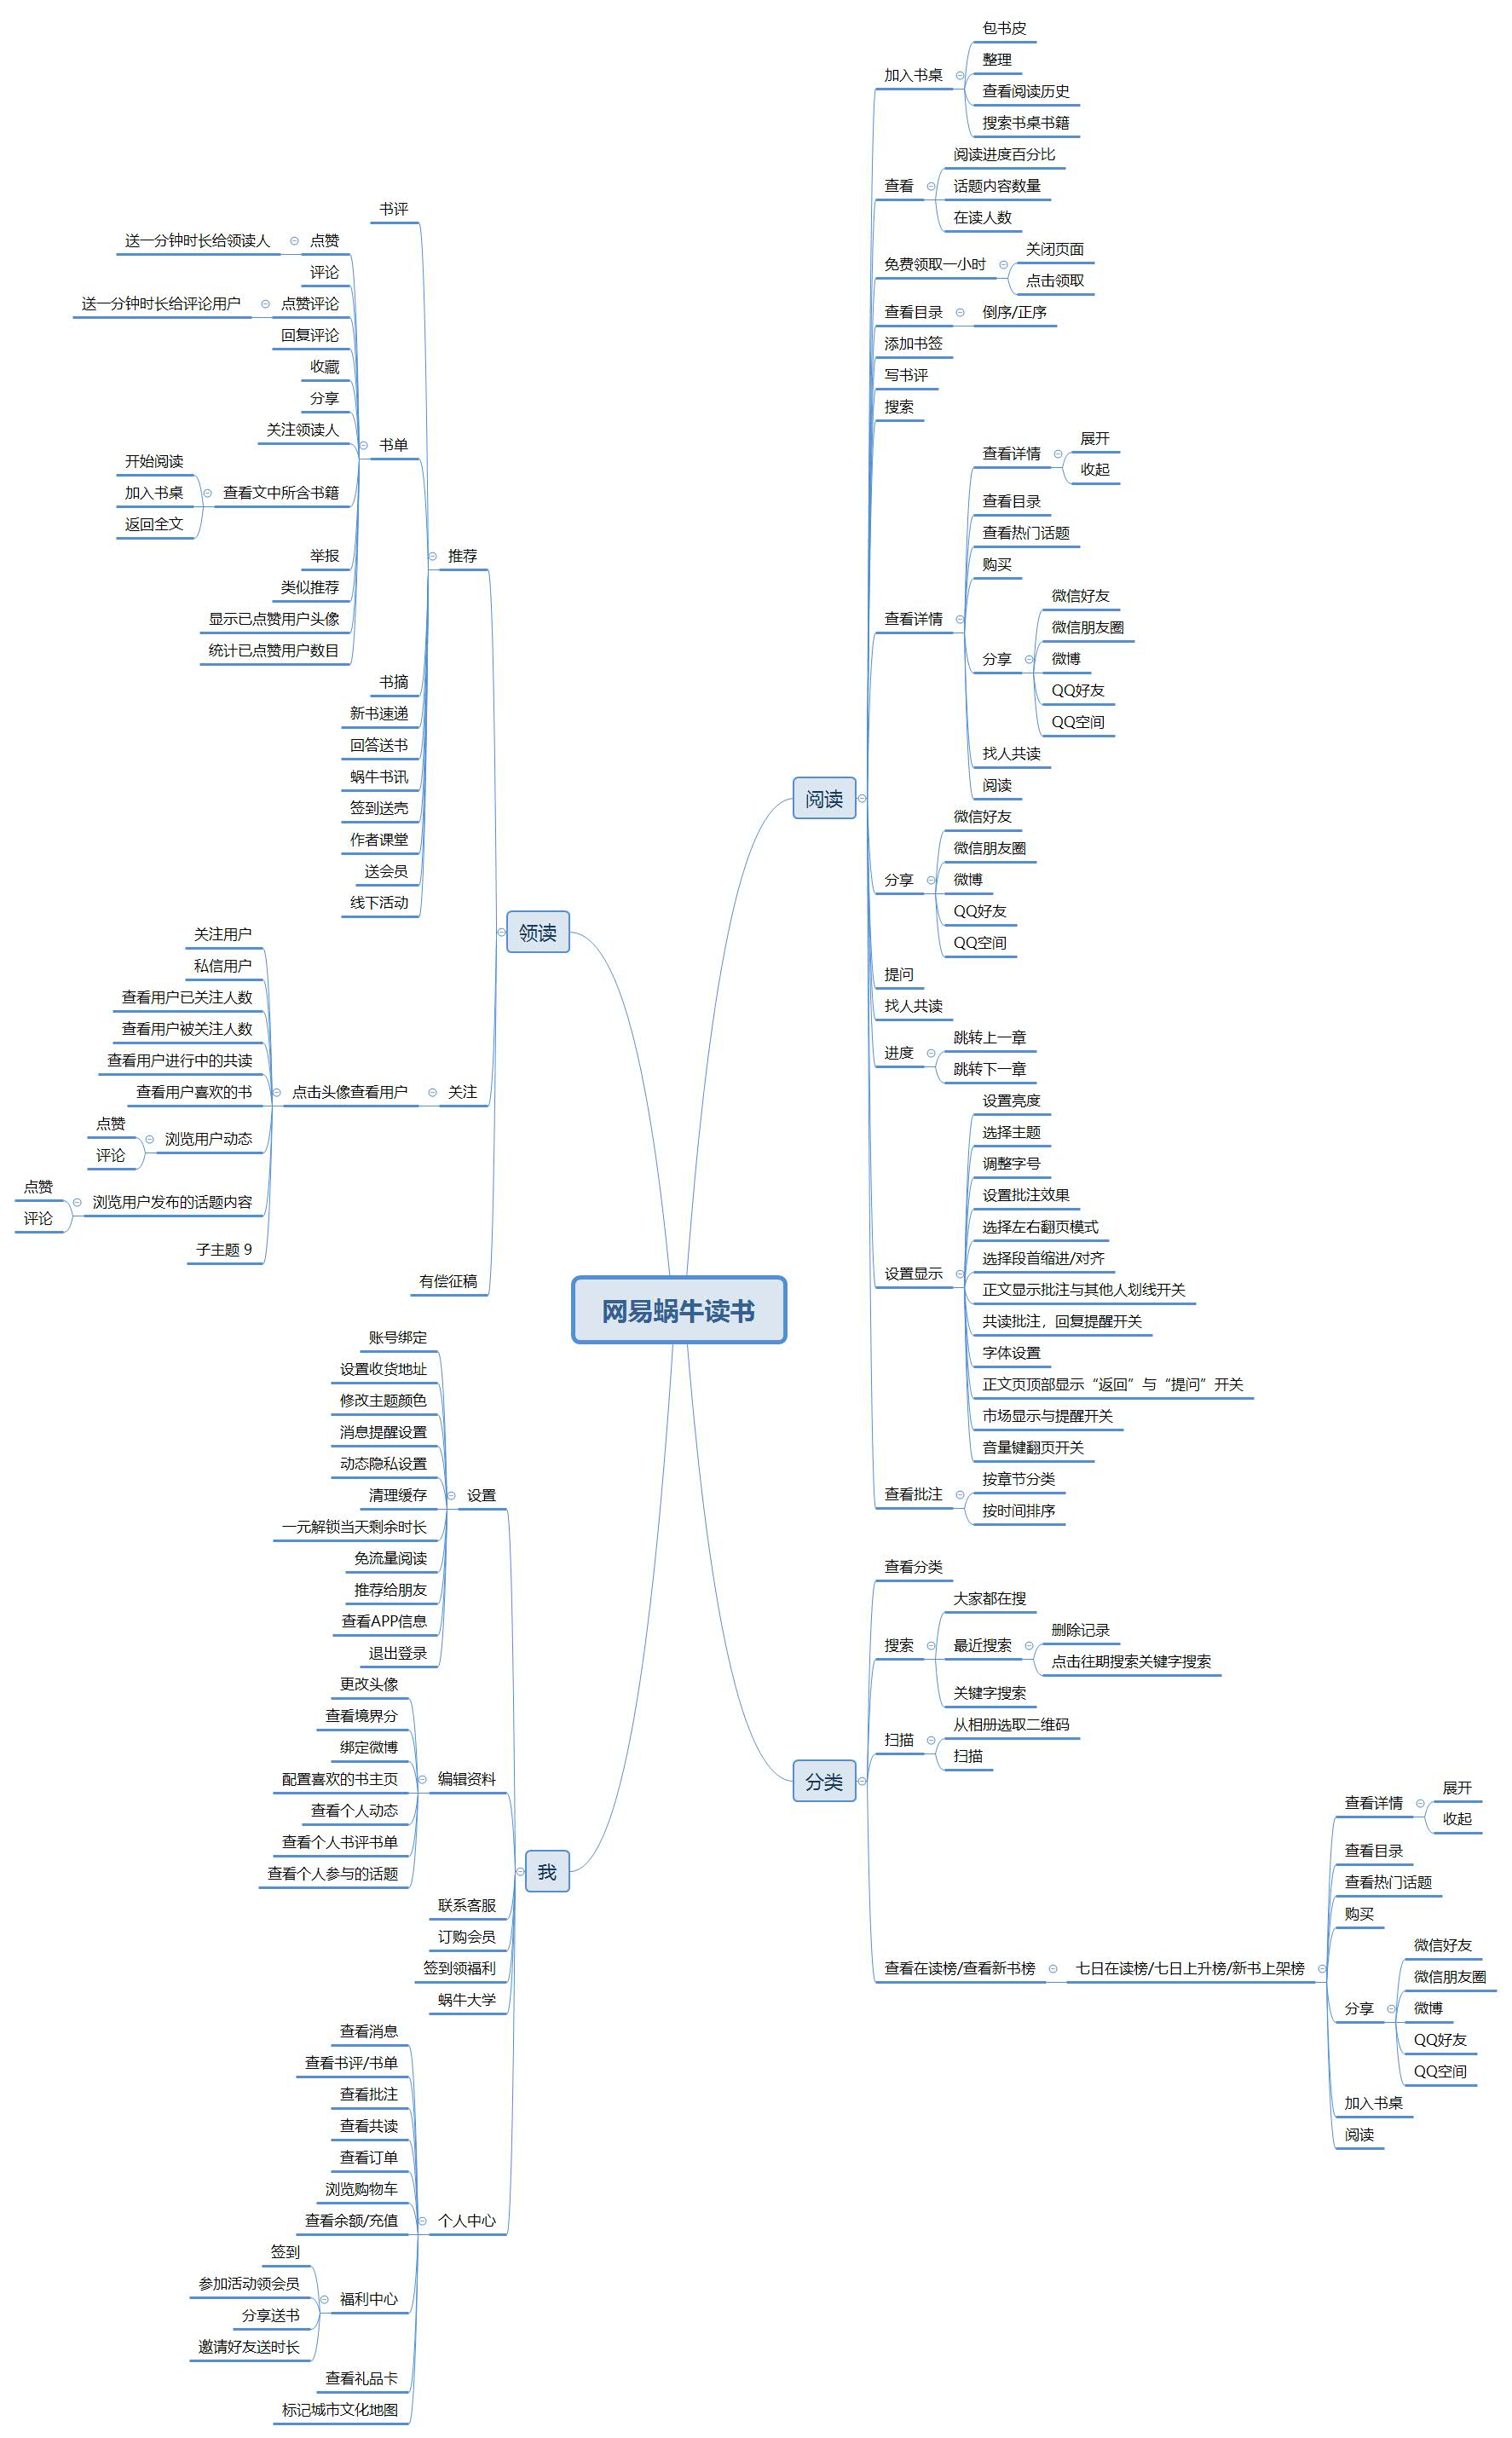 网易蜗牛读书
阅读
加入书桌
包书皮
整理
查看阅读历史
搜索书桌书籍
查看
阅读进度百分比
话题内容数量
在读人数
免费领取一小时
关闭页面
点击领取
查看目录
倒序/正序
添加书签
写书评
搜索
查看详情
查看详情
展开
收起
查看目录
查看热门话题
购买
分享
微信好友
微信朋友圈
微博
QQ好友
QQ空间
找人共读
阅读
分享
微信好友
微信朋友圈
微博
QQ好友
QQ空间
提问
找人共读
进度
跳转上一章
跳转下一章
设置显示
设置亮度
选择主题
调整字号
设置批注效果
选择左右翻页模式
选择段首缩进/对齐
正文显示批注与其他人划线开关
共读批注，回复提醒开关
字体设置
正文页顶部显示“返回”与“提问”开关
市场显示与提醒开关
音量键翻页开关
查看批注
按章节分类
按时间排序
分类
查看分类
搜索
大家都在搜
最近搜索
删除记录
点击往期搜索关键字搜索
关键字搜索
扫描
从相册选取二维码
扫描
查看在读榜/查看新书榜
七日在读榜/七日上升榜/新书上架榜
查看详情
展开
收起
查看目录
查看热门话题
购买
分享
微信好友
微信朋友圈
微博
QQ好友
QQ空间
加入书桌
阅读
领读
推荐
书评
书单
点赞
送一分钟时长给领读人
评论
点赞评论
送一分钟时长给评论用户
回复评论
收藏
分享
关注领读人
查看文中所含书籍
开始阅读
加入书桌
返回全文
举报
类似推荐
显示已点赞用户头像
统计已点赞用户数目
书摘
新书速递
回答送书
蜗牛书讯
签到送壳
作者课堂
送会员
线下活动
关注
点击头像查看用户
关注用户
私信用户
查看用户已关注人数
查看用户被关注人数
查看用户进行中的共读
查看用户喜欢的书
浏览用户动态
点赞
评论
浏览用户发布的话题内容
点赞
评论
子主题 9
有偿征稿
我
设置
账号绑定
设置收货地址
修改主题颜色
消息提醒设置
动态隐私设置
清理缓存
一元解锁当天剩余时长
免流量阅读
推荐给朋友
查看APP信息
退出登录
编辑资料
更改头像
查看境界分
绑定微博
配置喜欢的书主页
查看个人动态
查看个人书评书单
查看个人参与的话题
联系客服
订购会员
签到领福利
蜗牛大学
个人中心
查看消息
查看书评/书单
查看批注
查看共读
查看订单
浏览购物车
查看余额/充值
福利中心
签到
参加活动领会员
分享送书
邀请好友送时长
查看礼品卡
标记城市文化地图